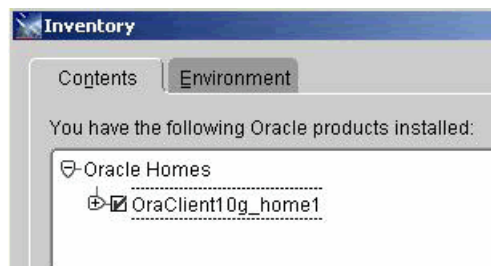 Inventory
Contents Environment
You have the following Oracle products installed:
Oracle Homes
OraClient10g_home1